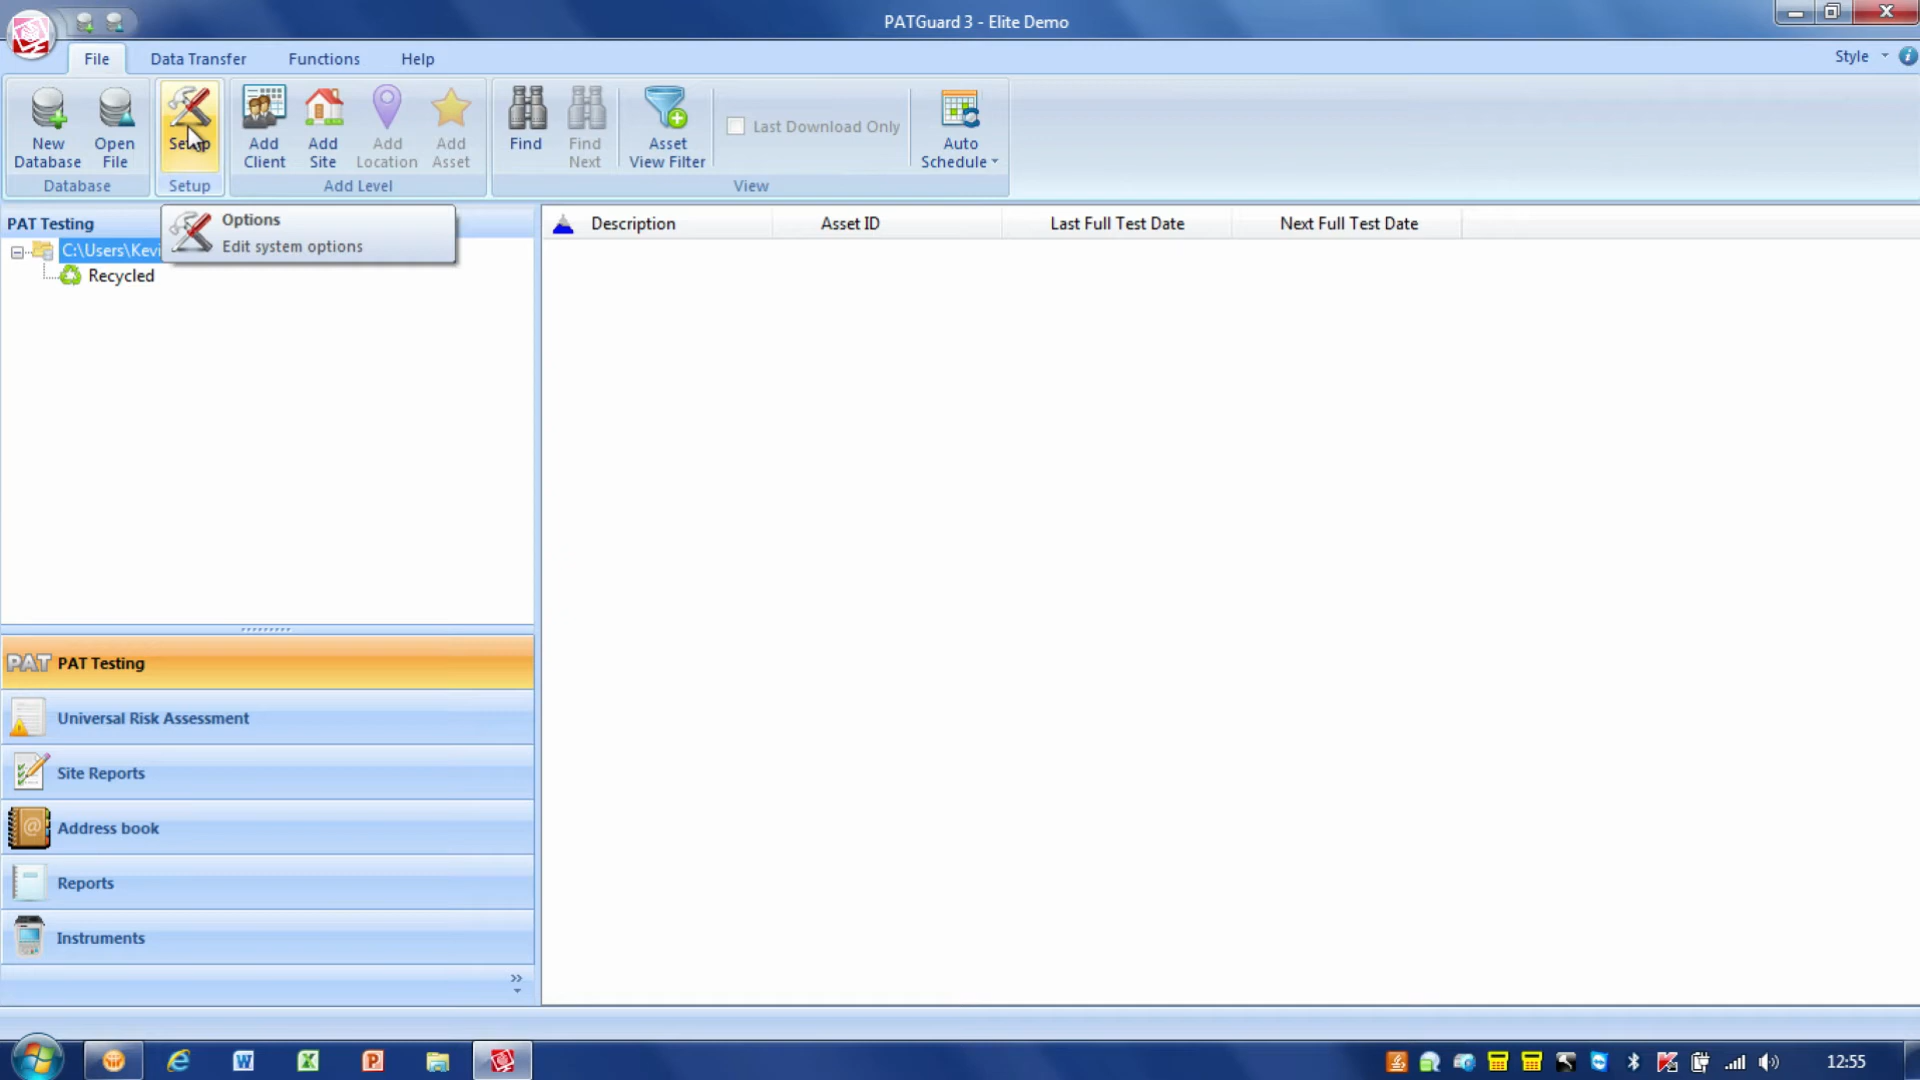 PATGuard 3 - Elite Demo
File Data Transfer Functions Help Style
New Database
Open File
Setup
Add Client
Add Site
Add Location
Add Asset
Find
Find Next
Asset View Filter
Last Download Only
Auto Schedule
Database Setup Add Level View
PAT Testing
Options
Edit system options
C:\Users\Kevi
Recycled
Description Asset ID Last Full Test Date Next Full Test Date
PAT PAT Testing
Universal Risk Assessment
Site Reports
Address book
Reports
Instruments
12:55